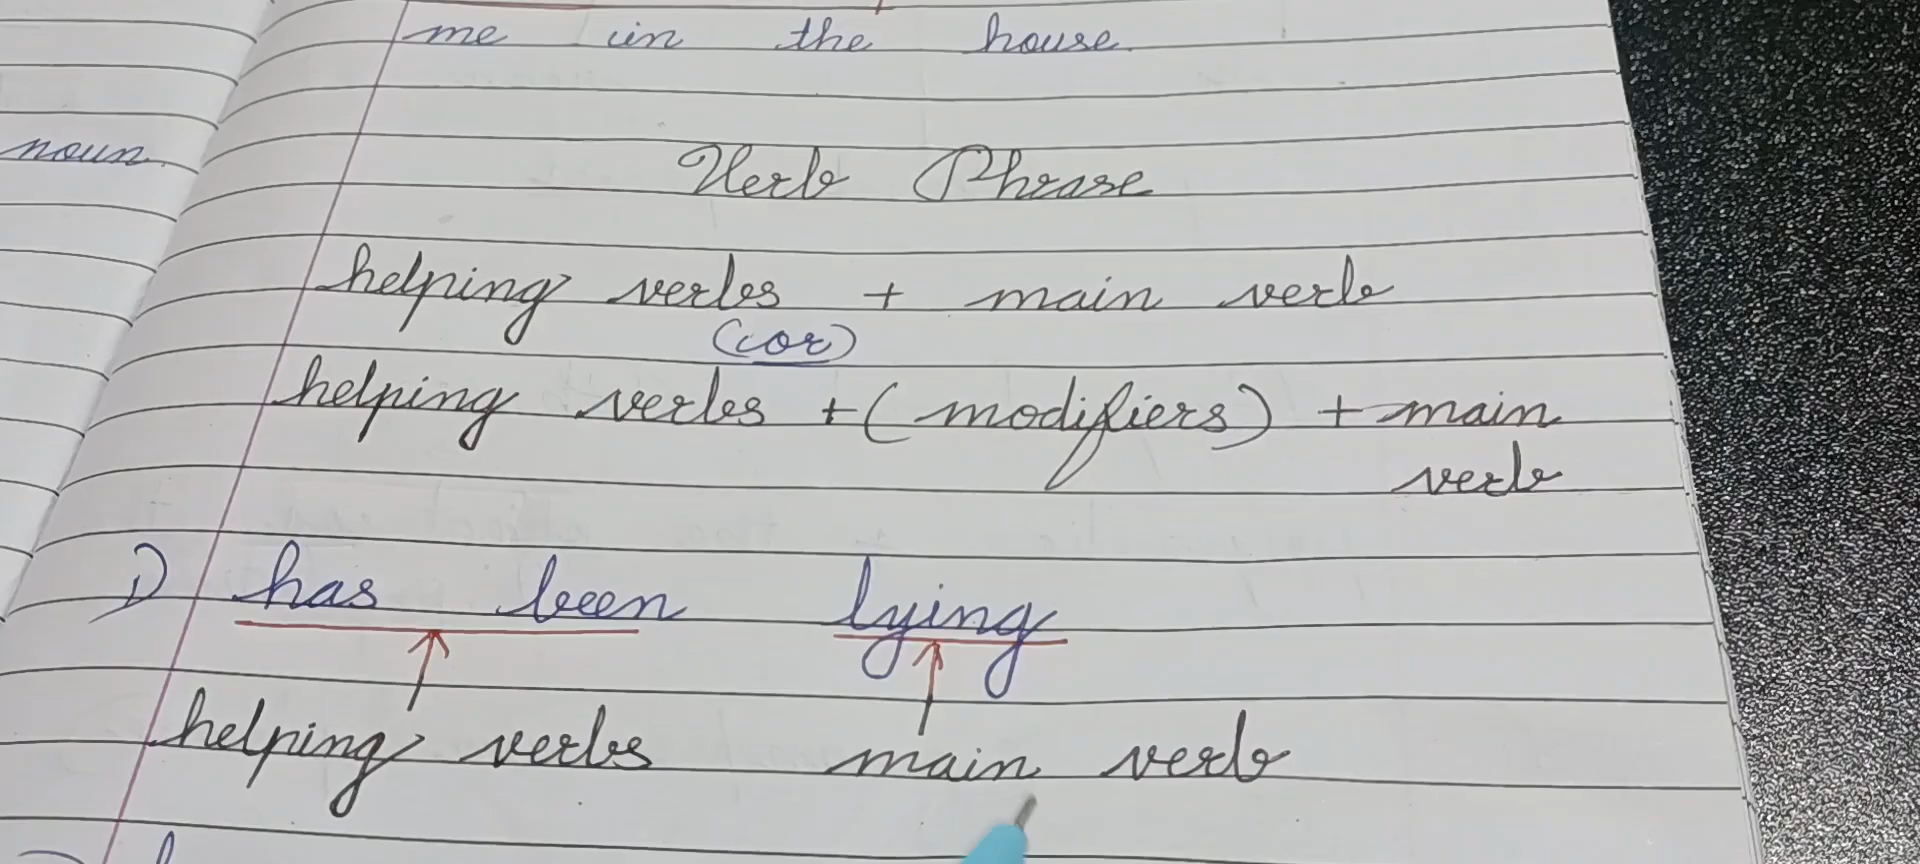 me in the house.
noun.
Verb Phrase
helping verbs + main verb
(or)
helping verbs + (modifiers) + main
verb
1) has been lying
helping verbs main verb